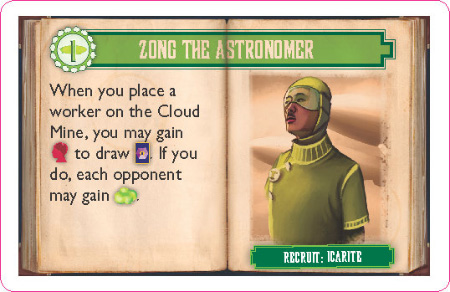 ZONG THE ASTRONOMER
When you place a
worker on the Cloud
Mine, you may gain
to draw . If you
do, each opponent
may gain .
RECRUIT: ICARITE